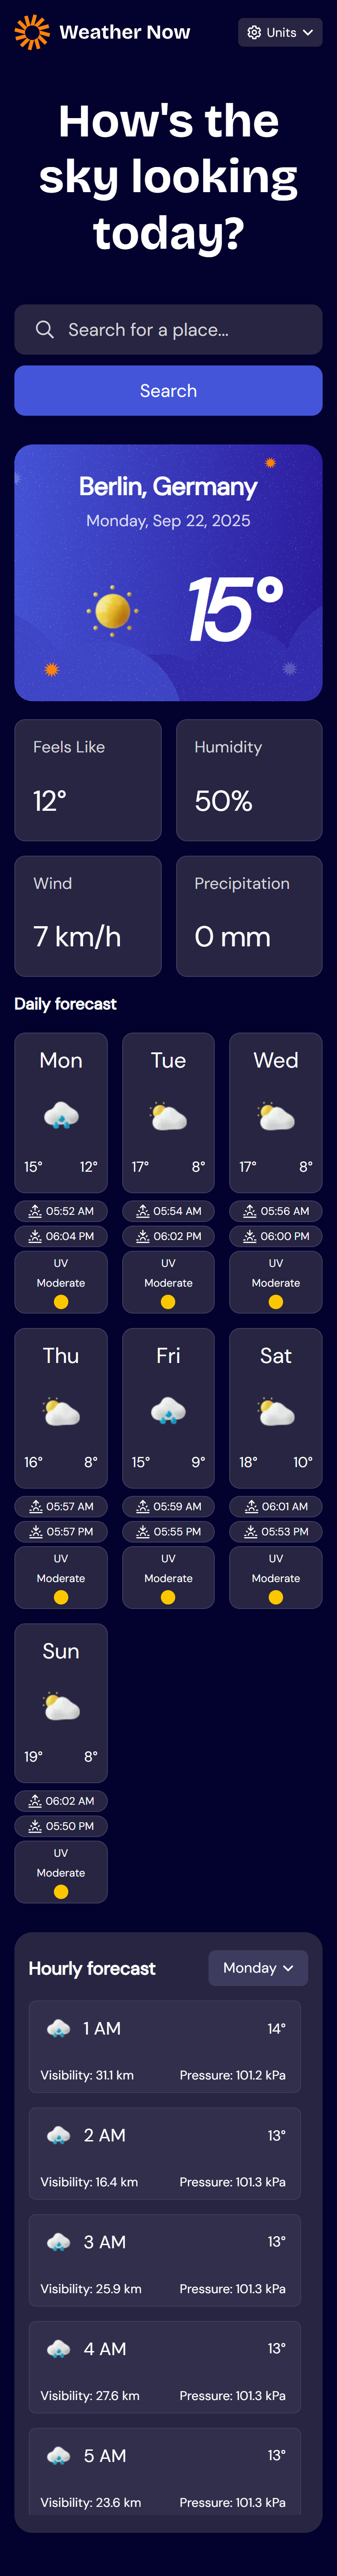 Weather Now
Units
How's the
sky looking
today?
Search for a place...
Search
Berlin, Germany
Monday, Sep 22, 2025
15°
Feels Like
12°
Humidity
50%
Wind
7 km/h
Precipitation
0 mm
Daily forecast
Mon
15° 12°
05:52 AM
06:04 PM
UV
Moderate
Tue
17° 8°
05:54 AM
06:02 PM
UV
Moderate
Wed
17° 8°
05:56 AM
06:00 PM
UV
Moderate
Thu
16° 8°
05:57 AM
05:57 PM
UV
Moderate
Fri
15° 9°
05:59 AM
05:55 PM
UV
Moderate
Sat
18° 10°
06:01 AM
05:53 PM
UV
Moderate
Sun
19° 8°
06:02 AM
05:50 PM
UV
Moderate
Hourly forecast
Monday
1 AM 14°
Visibility: 31.1 km Pressure: 101.2 kPa
2 AM 13°
Visibility: 16.4 km Pressure: 101.3 kPa
3 AM 13°
Visibility: 25.9 km Pressure: 101.3 kPa
4 AM 13°
Visibility: 27.6 km Pressure: 101.3 kPa
5 AM 13°
Visibility: 23.6 km Pressure: 101.3 kPa